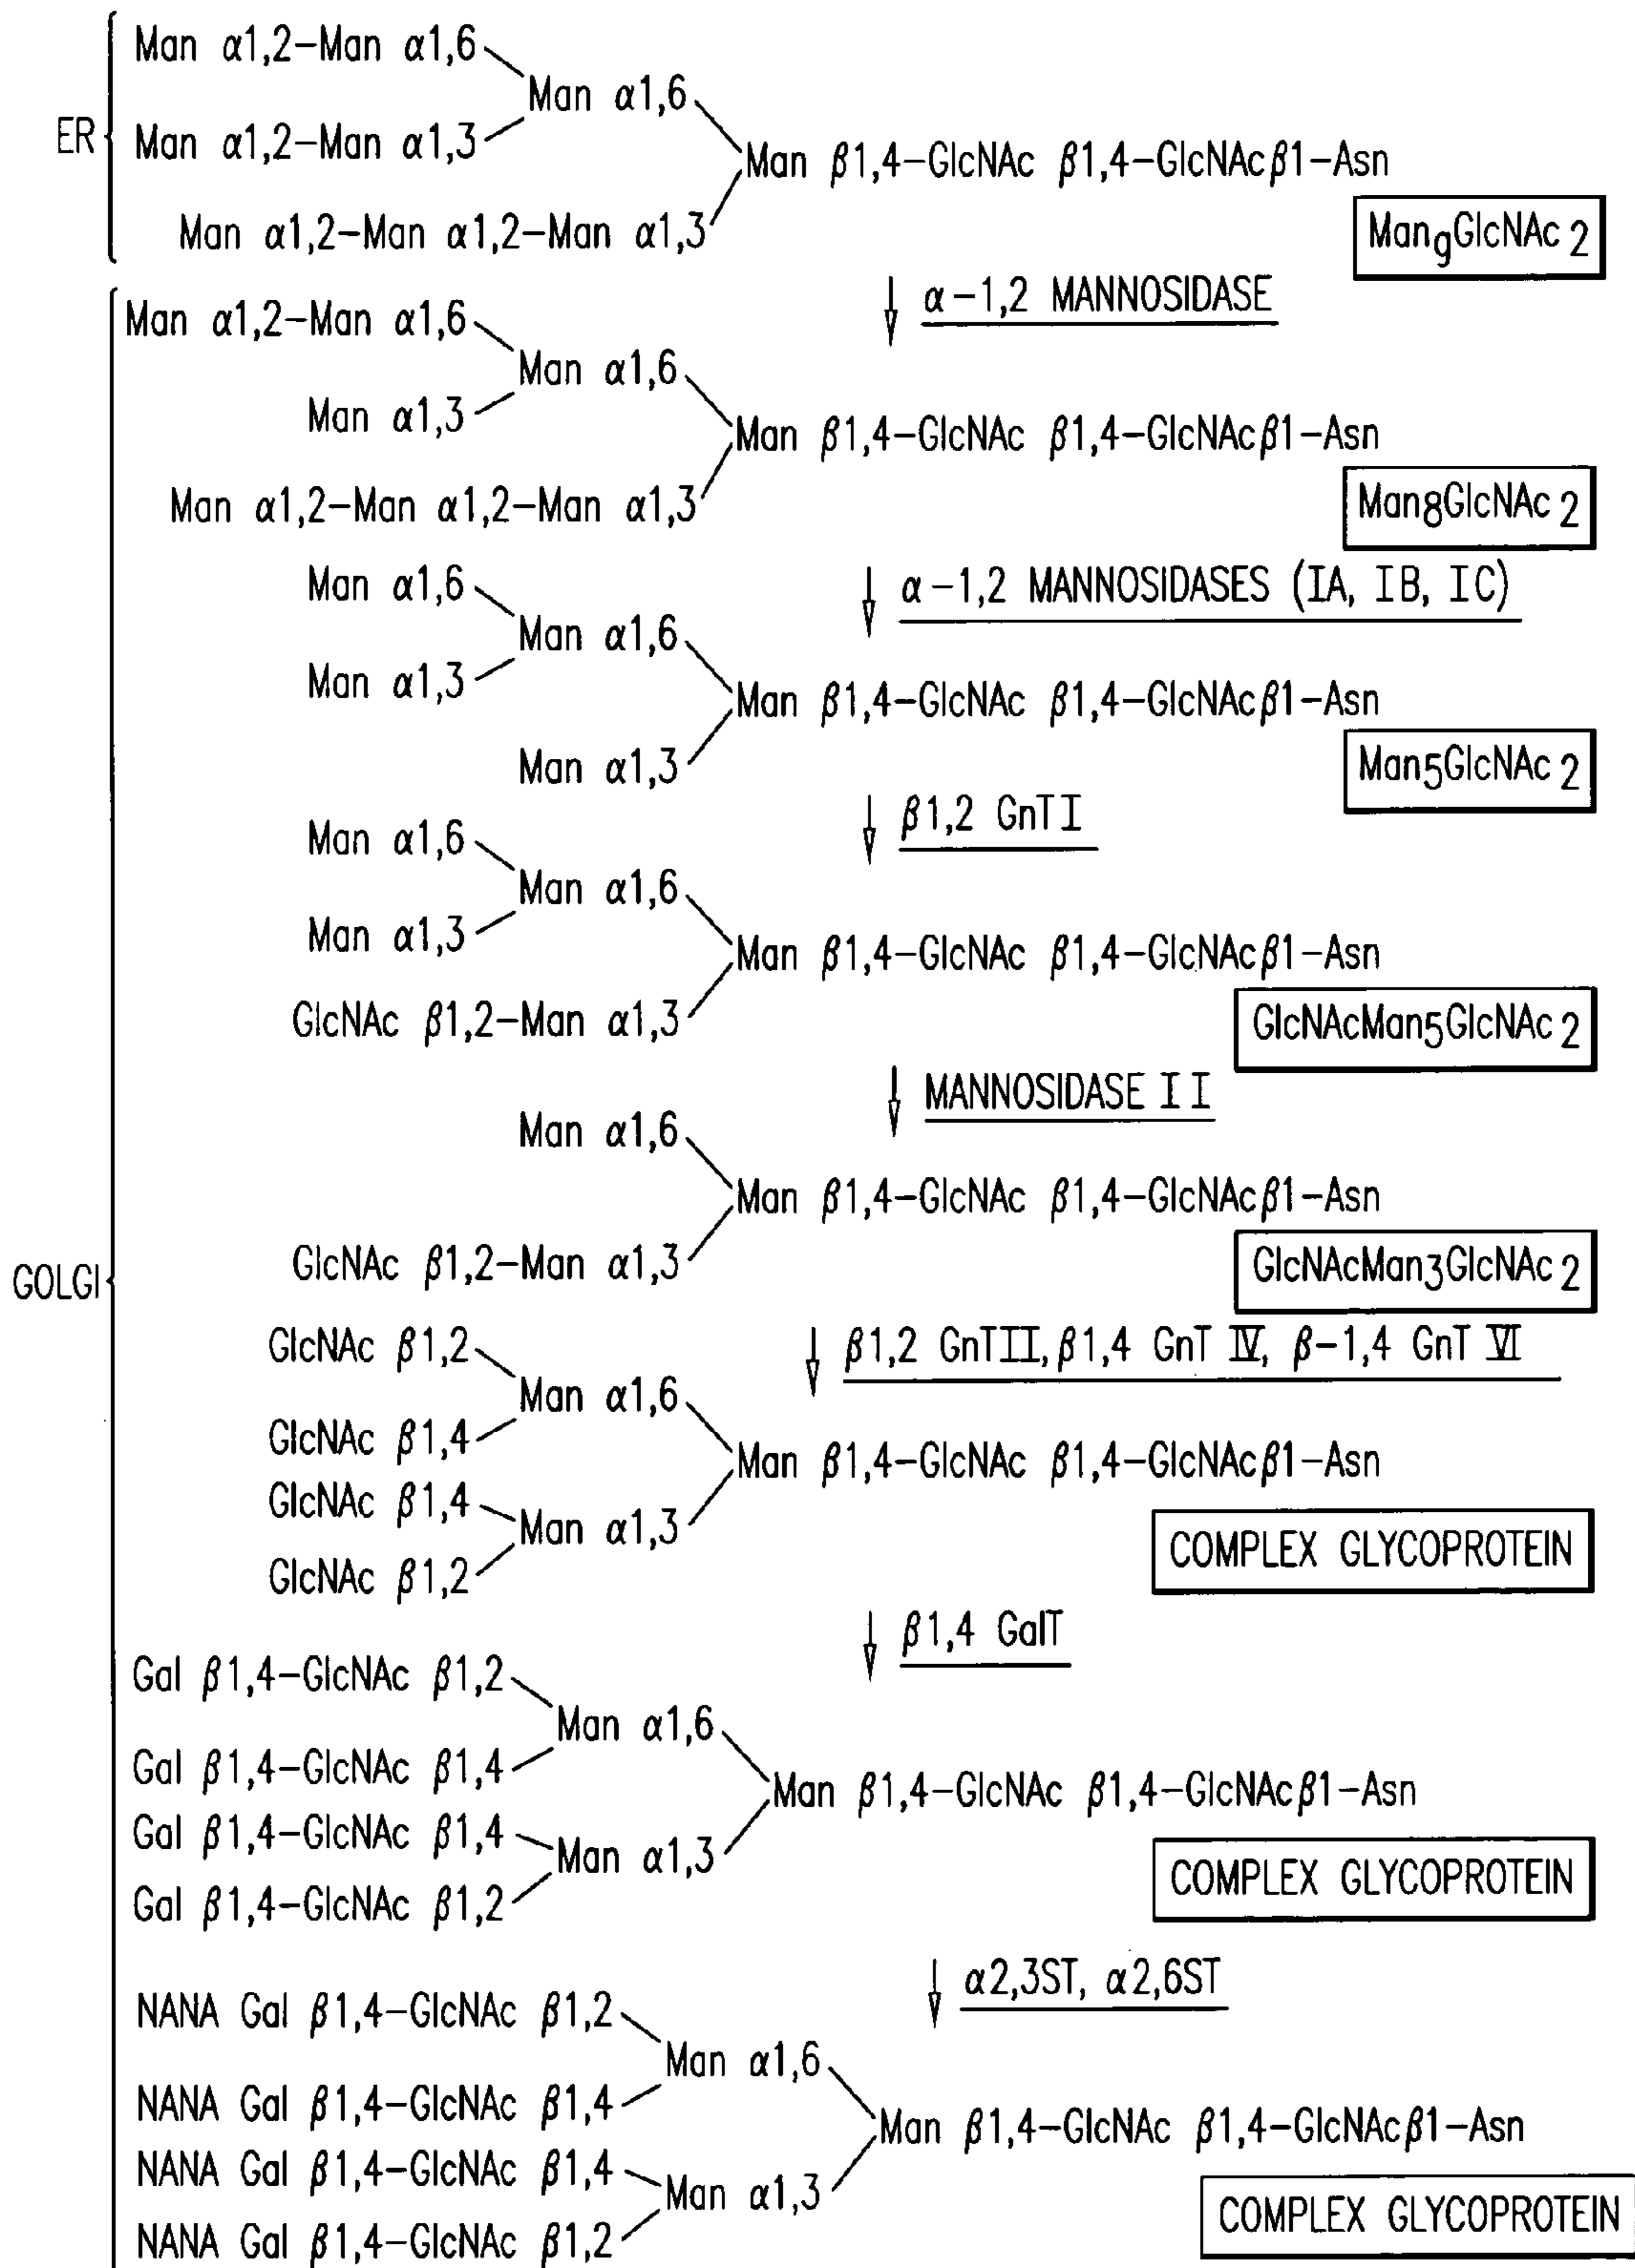 ER
Man α1,2–Man α1,6
Man α1,6
Man α1,2–Man α1,3
Man β1,4–GlcNAc β1,4–GlcNAcβ1–Asn
Man α1,2–Man α1,2–Man α1,3
Man9GlcNAc2
α–1,2 MANNOSIDASE
GOLGI
Man α1,2–Man α1,6
Man α1,6
Man α1,3
Man β1,4–GlcNAc β1,4–GlcNAcβ1–Asn
Man α1,2–Man α1,2–Man α1,3
Man8GlcNAc2
α–1,2 MANNOSIDASES (IA, IB, IC)
Man α1,6
Man α1,6
Man α1,3
Man β1,4–GlcNAc β1,4–GlcNAcβ1–Asn
Man α1,3
Man5GlcNAc2
β1,2 GnTI
Man α1,6
Man α1,6
Man α1,3
Man β1,4–GlcNAc β1,4–GlcNAcβ1–Asn
GlcNAc β1,2–Man α1,3
GlcNAcMan5GlcNAc2
MANNOSIDASE II
Man α1,6
Man β1,4–GlcNAc β1,4–GlcNAcβ1–Asn
GlcNAc β1,2–Man α1,3
GlcNAcMan3GlcNAc2
β1,2 GnTII, β1,4 GnT IV, β–1,4 GnT VI
GlcNAc β1,2
Man α1,6
GlcNAc β1,4
Man β1,4–GlcNAc β1,4–GlcNAcβ1–Asn
GlcNAc β1,4
Man α1,3
GlcNAc β1,2
COMPLEX GLYCOPROTEIN
β1,4 GalT
Gal β1,4–GlcNAc β1,2
Man α1,6
Gal β1,4–GlcNAc β1,4
Man β1,4–GlcNAc β1,4–GlcNAcβ1–Asn
Gal β1,4–GlcNAc β1,4
Man α1,3
Gal β1,4–GlcNAc β1,2
COMPLEX GLYCOPROTEIN
α2,3ST, α2,6ST
NANA Gal β1,4–GlcNAc β1,2
Man α1,6
NANA Gal β1,4–GlcNAc β1,4
Man β1,4–GlcNAc β1,4–GlcNAcβ1–Asn
NANA Gal β1,4–GlcNAc β1,4
Man α1,3
NANA Gal β1,4–GlcNAc β1,2
COMPLEX GLYCOPROTEIN